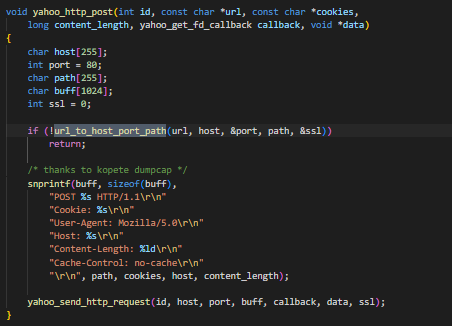 void yahoo_http_post(int id, const char *url, const char *cookies,
    long content_length, yahoo_get_fd_callback callback, void *data)
{
    char host[255];
    int port = 80;
    char path[255];
    char buff[1024];
    int ssl = 0;

    if (!url_to_host_port_path(url, host, &port, path, &ssl))
        return;

    /* thanks to kopete dumpcap */
    snprintf(buff, sizeof(buff),
        "POST %s HTTP/1.1\r\n"
        "Cookie: %s\r\n"
        "User-Agent: Mozilla/5.0\r\n"
        "Host: %s\r\n"
        "Content-Length: %ld\r\n"
        "Cache-Control: no-cache\r\n"
        "\r\n", path, cookies, host, content_length);

    yahoo_send_http_request(id, host, port, buff, callback, data, ssl);
}